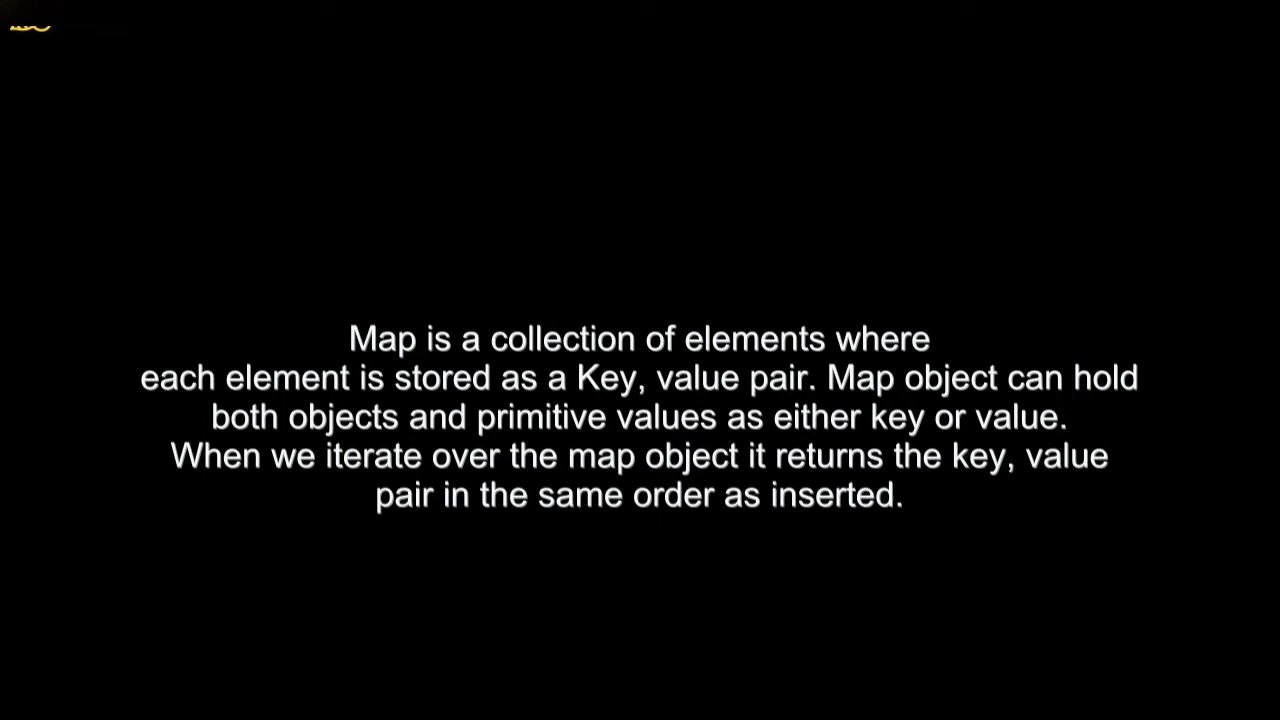 Map is a collection of elements where
each element is stored as a Key, value pair. Map object can hold
both objects and primitive values as either key or value.
When we iterate over the map object it returns the key, value
pair in the same order as inserted.